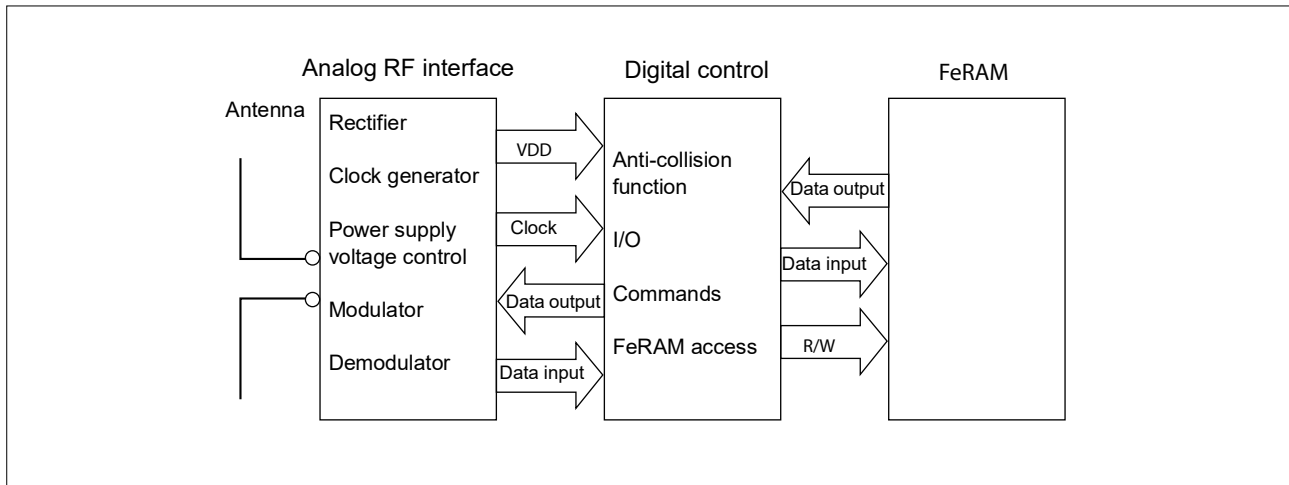 Analog RF interface
Digital control
FeRAM
Antenna
Rectifier
Clock generator
Power supply
voltage control
Modulator
Demodulator
VDD
Clock
Data output
Data input
Anti-collision
function
I/O
Commands
FeRAM access
Data output
Data input
R/W